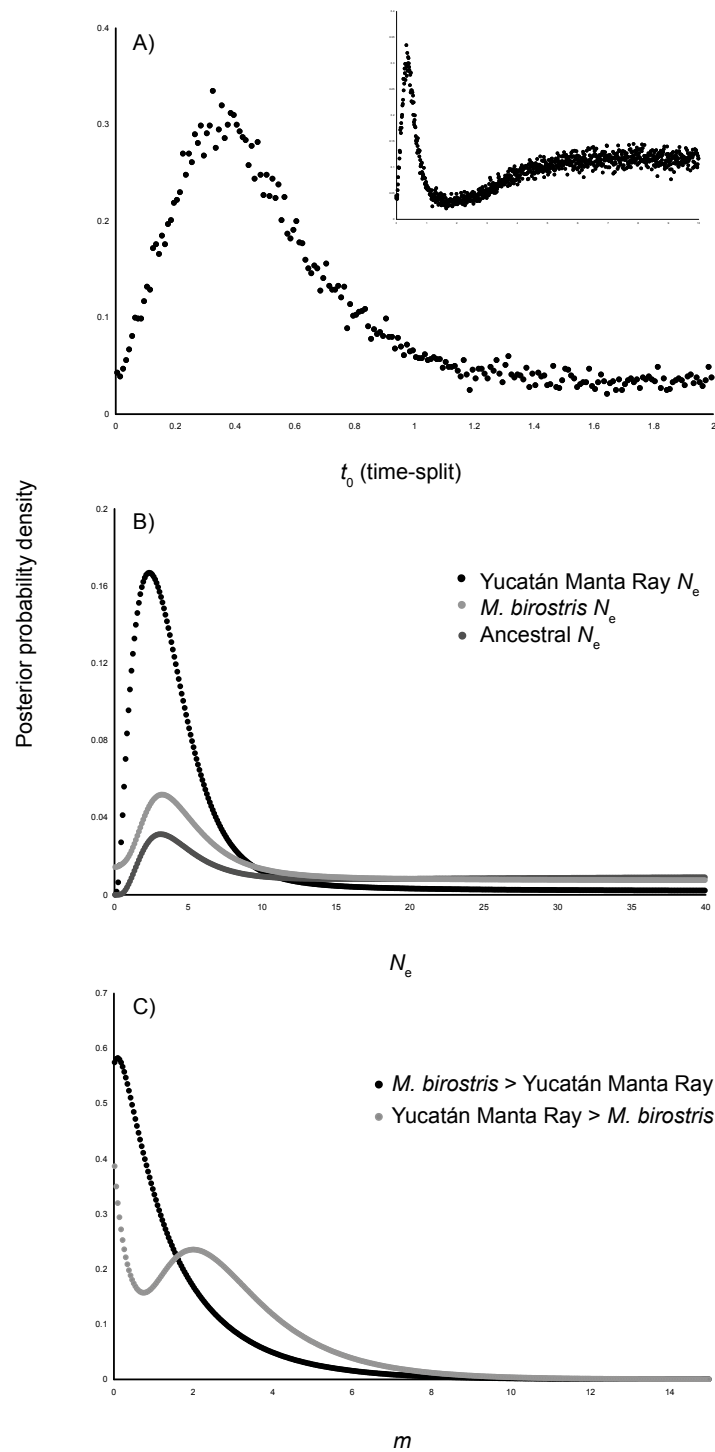 A)
0.4
0.3
0.2
0.1
0
0 0.2 0.4 0.6 0.8 1 1.2 1.4 1.6 1.8 2
t0 (time-split)
Posterior probability density
B)
0.2
0.16
0.12
0.08
0.04
0
Yucatán Manta Ray Ne
M. birostris Ne
Ancestral Ne
0 5 10 15 20 25 30 35 40
Ne
C)
0.7
0.6
0.5
0.4
0.3
0.2
0.1
0
M. birostris > Yucatán Manta Ray
Yucatán Manta Ray > M. birostris
0 2 4 6 8 10 12 14
m